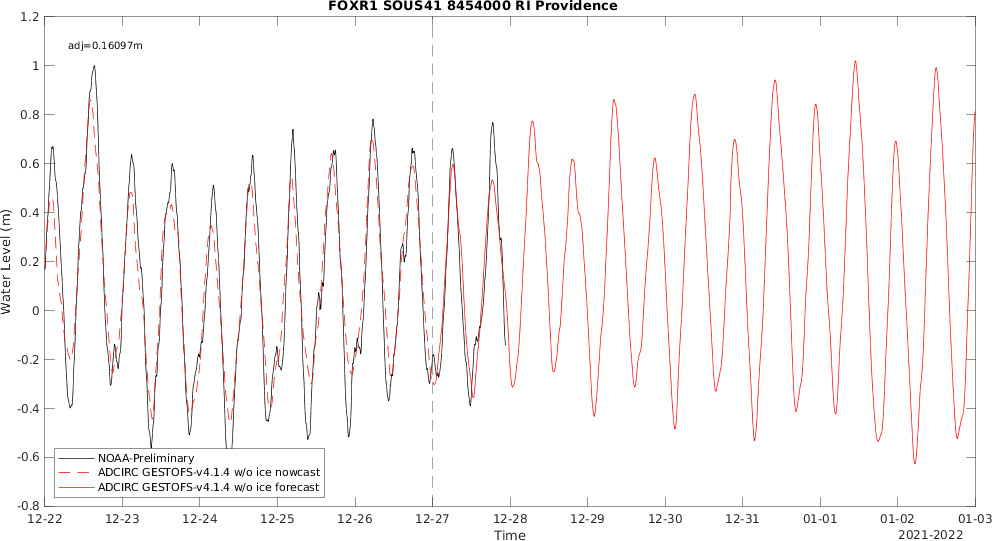 FOXR1 SOUS41 8454000 RI Providence
adj=0.16097m
Water Level (m)
1.2
1
0.8
0.6
0.4
0.2
0
-0.2
-0.4
-0.6
-0.8
NOAA-Preliminary
ADCIRC GESTOFS-v4.1.4 w/o ice nowcast
ADCIRC GESTOFS-v4.1.4 w/o ice forecast
12-22 12-23 12-24 12-25 12-26 12-27 12-28 12-29 12-30 12-31 01-01 01-02 01-03
Time
2021-2022